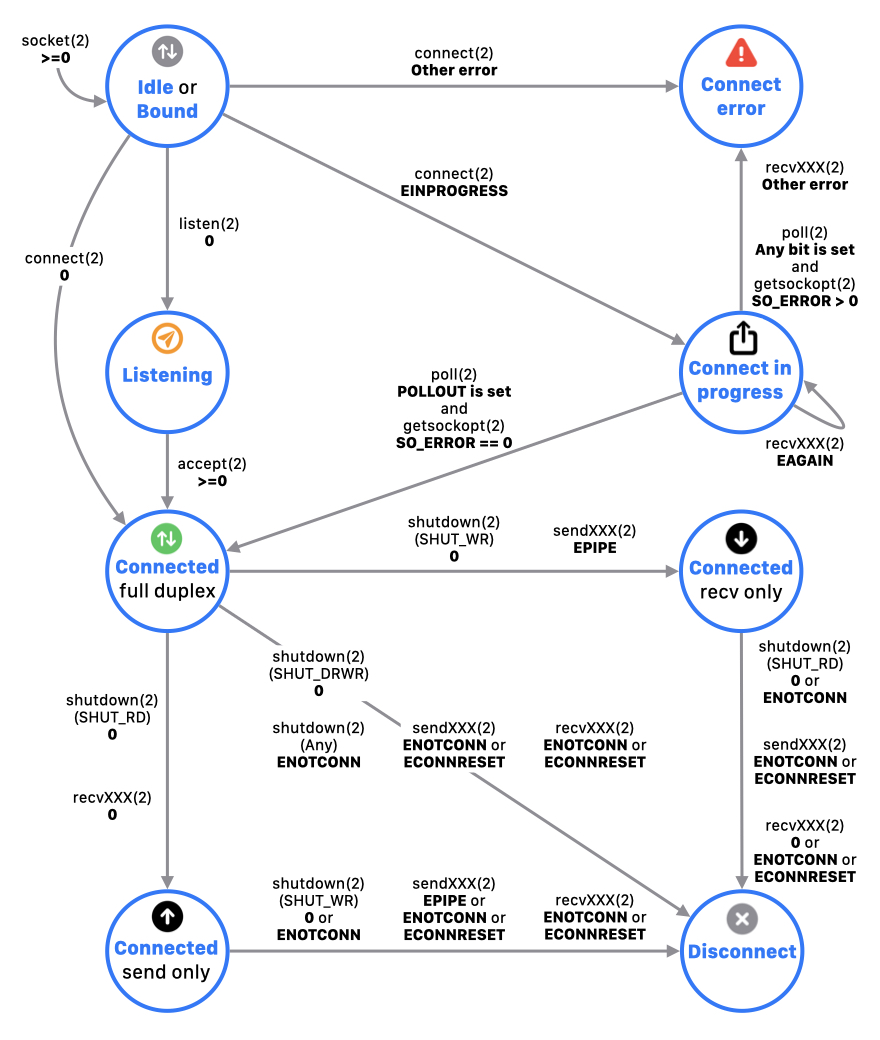 socket(2)
>=0
Idle or
Bound
connect(2)
Other error
Connect
error
connect(2)
EINPROGRESS
recvXXX(2)
Other error
poll(2)
Any bit is set
and
getsockopt(2)
SO_ERROR > 0
listen(2)
0
connect(2)
0
Listening
poll(2)
POLLOUT is set
and
getsockopt(2)
SO_ERROR == 0
Connect in
progress
recvXXX(2)
EAGAIN
accept(2)
>=0
Connected
full duplex
shutdown(2)
(SHUT_WR)
0
sendXXX(2)
EPIPE
Connected
recv only
shutdown(2)
(SHUT_RD)
0
recvXXX(2)
0
shutdown(2)
(SHUT_DRWR)
0
shutdown(2)
(Any)
ENOTCONN
sendXXX(2)
ENOTCONN or
ECONNRESET
recvXXX(2)
ENOTCONN or
ECONNRESET
shutdown(2)
(SHUT_RD)
0 or
ENOTCONN
sendXXX(2)
ENOTCONN or
ECONNRESET
recvXXX(2)
0 or
ENOTCONN or
ECONNRESET
Connected
send only
shutdown(2)
(SHUT_WR)
0 or
ENOTCONN
sendXXX(2)
EPIPE or
ENOTCONN or
ECONNRESET
recvXXX(2)
ENOTCONN or
ECONNRESET
Disconnect